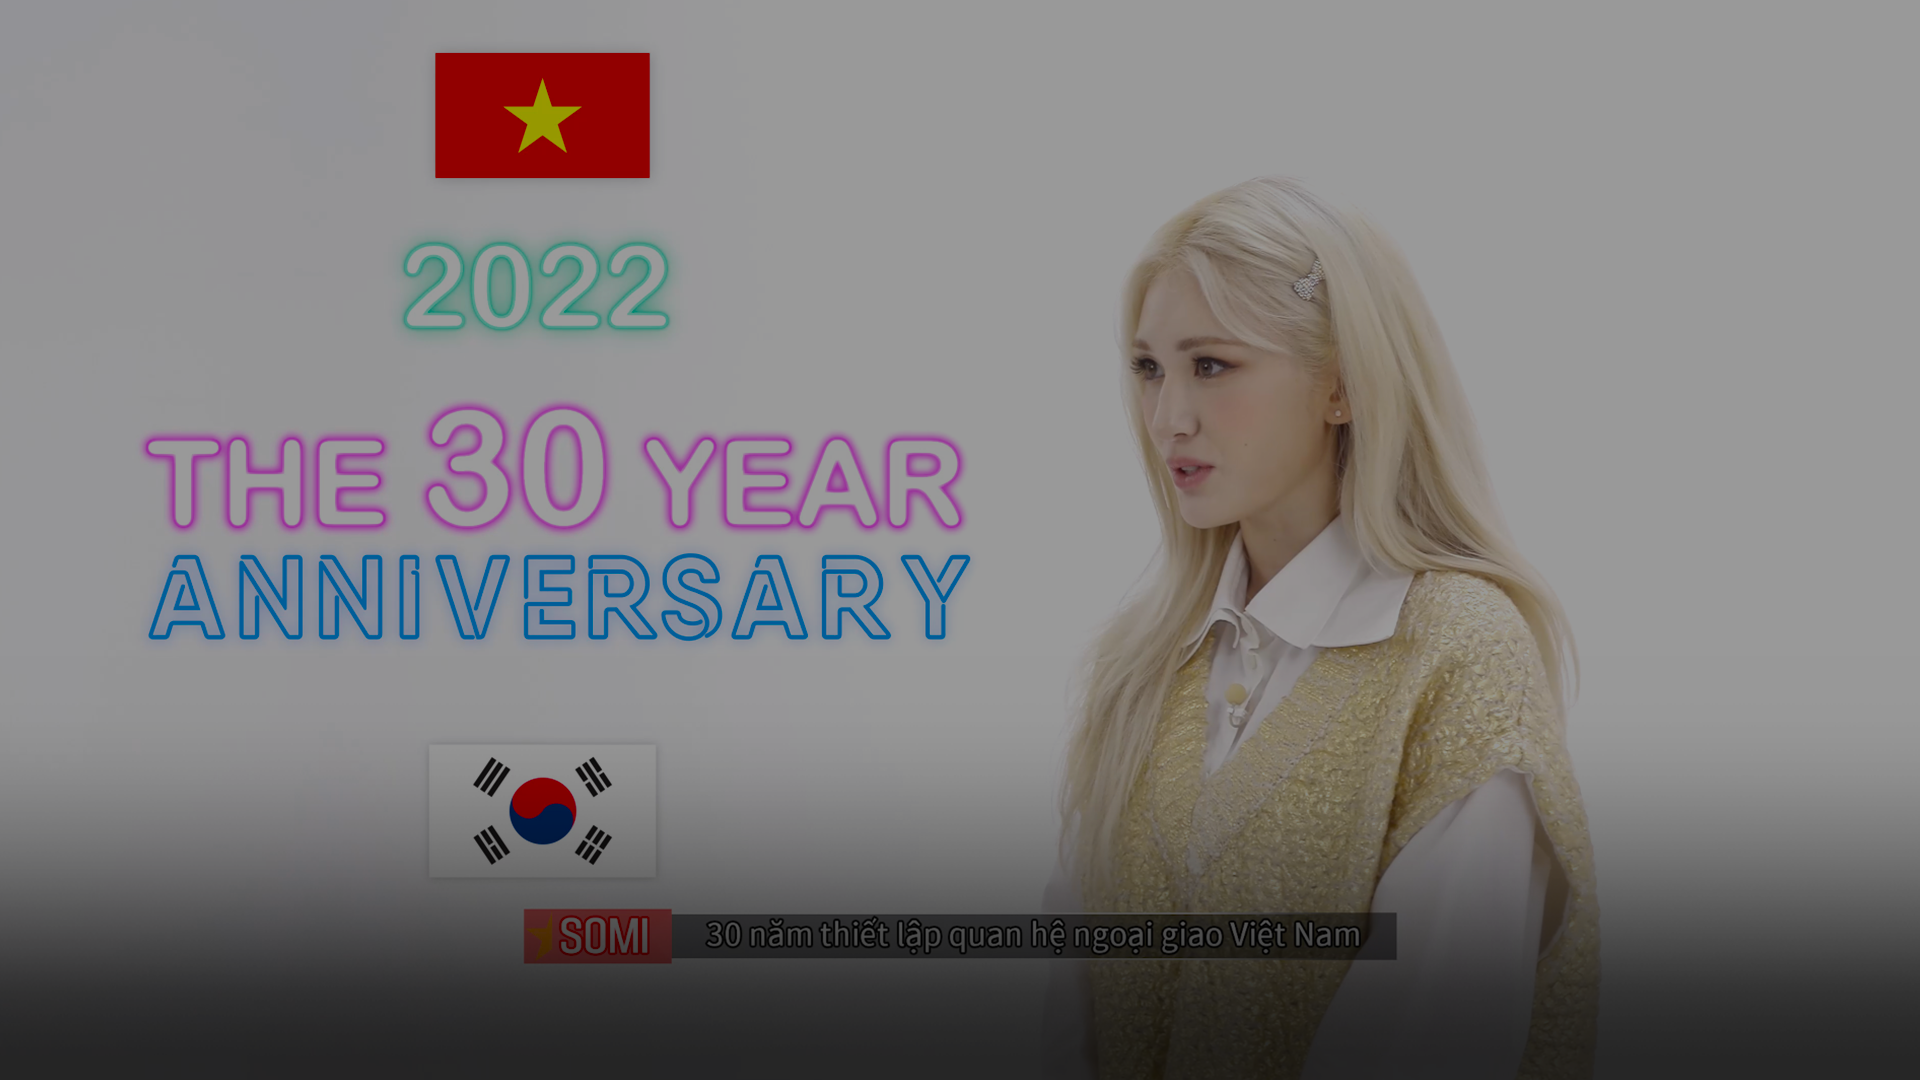 2022
THE 30 YEAR
ANNIVERSARY
SOMI 30 năm thiết lập quan hệ ngoại giao Việt Nam